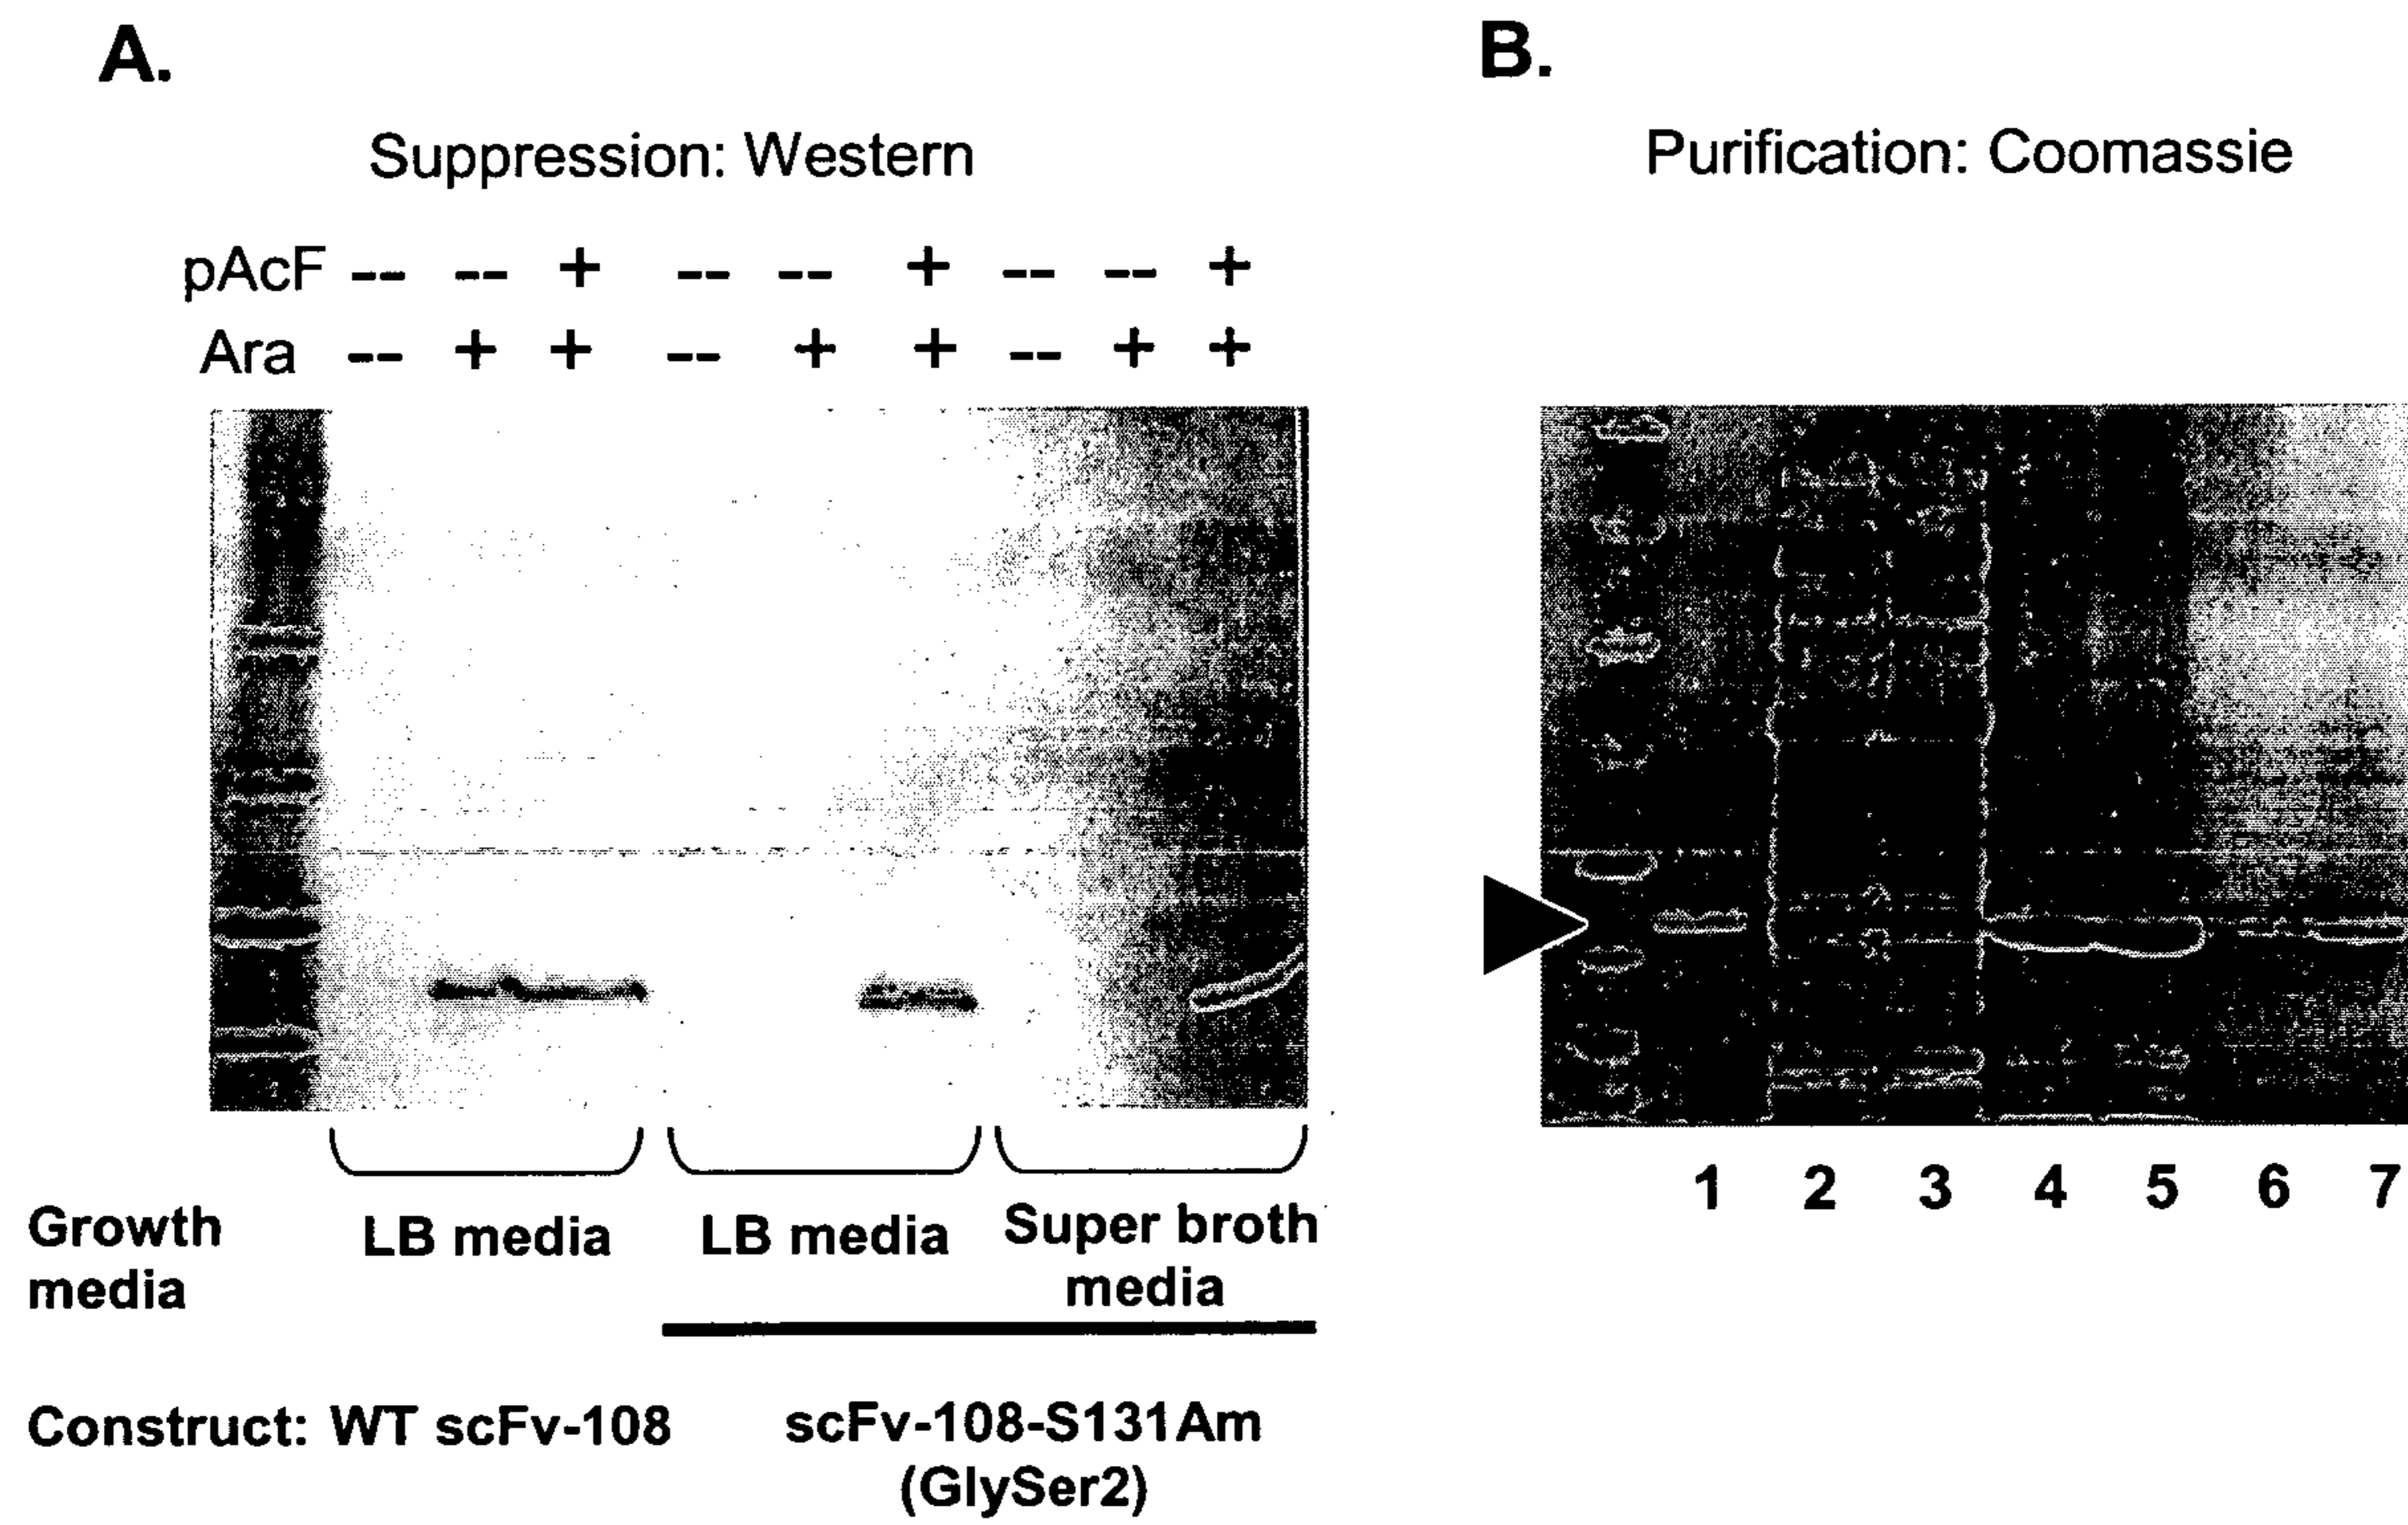 A.
Suppression: Western
pAcF -- -- + -- -- + -- -- +
Ara -- + + -- + + -- + +
Growth media
LB media
LB media
Super broth media
Construct: WT scFv-108
scFv-108-S131Am
(GlySer2)
B.
Purification: Coomassie
1 2 3 4 5 6 7